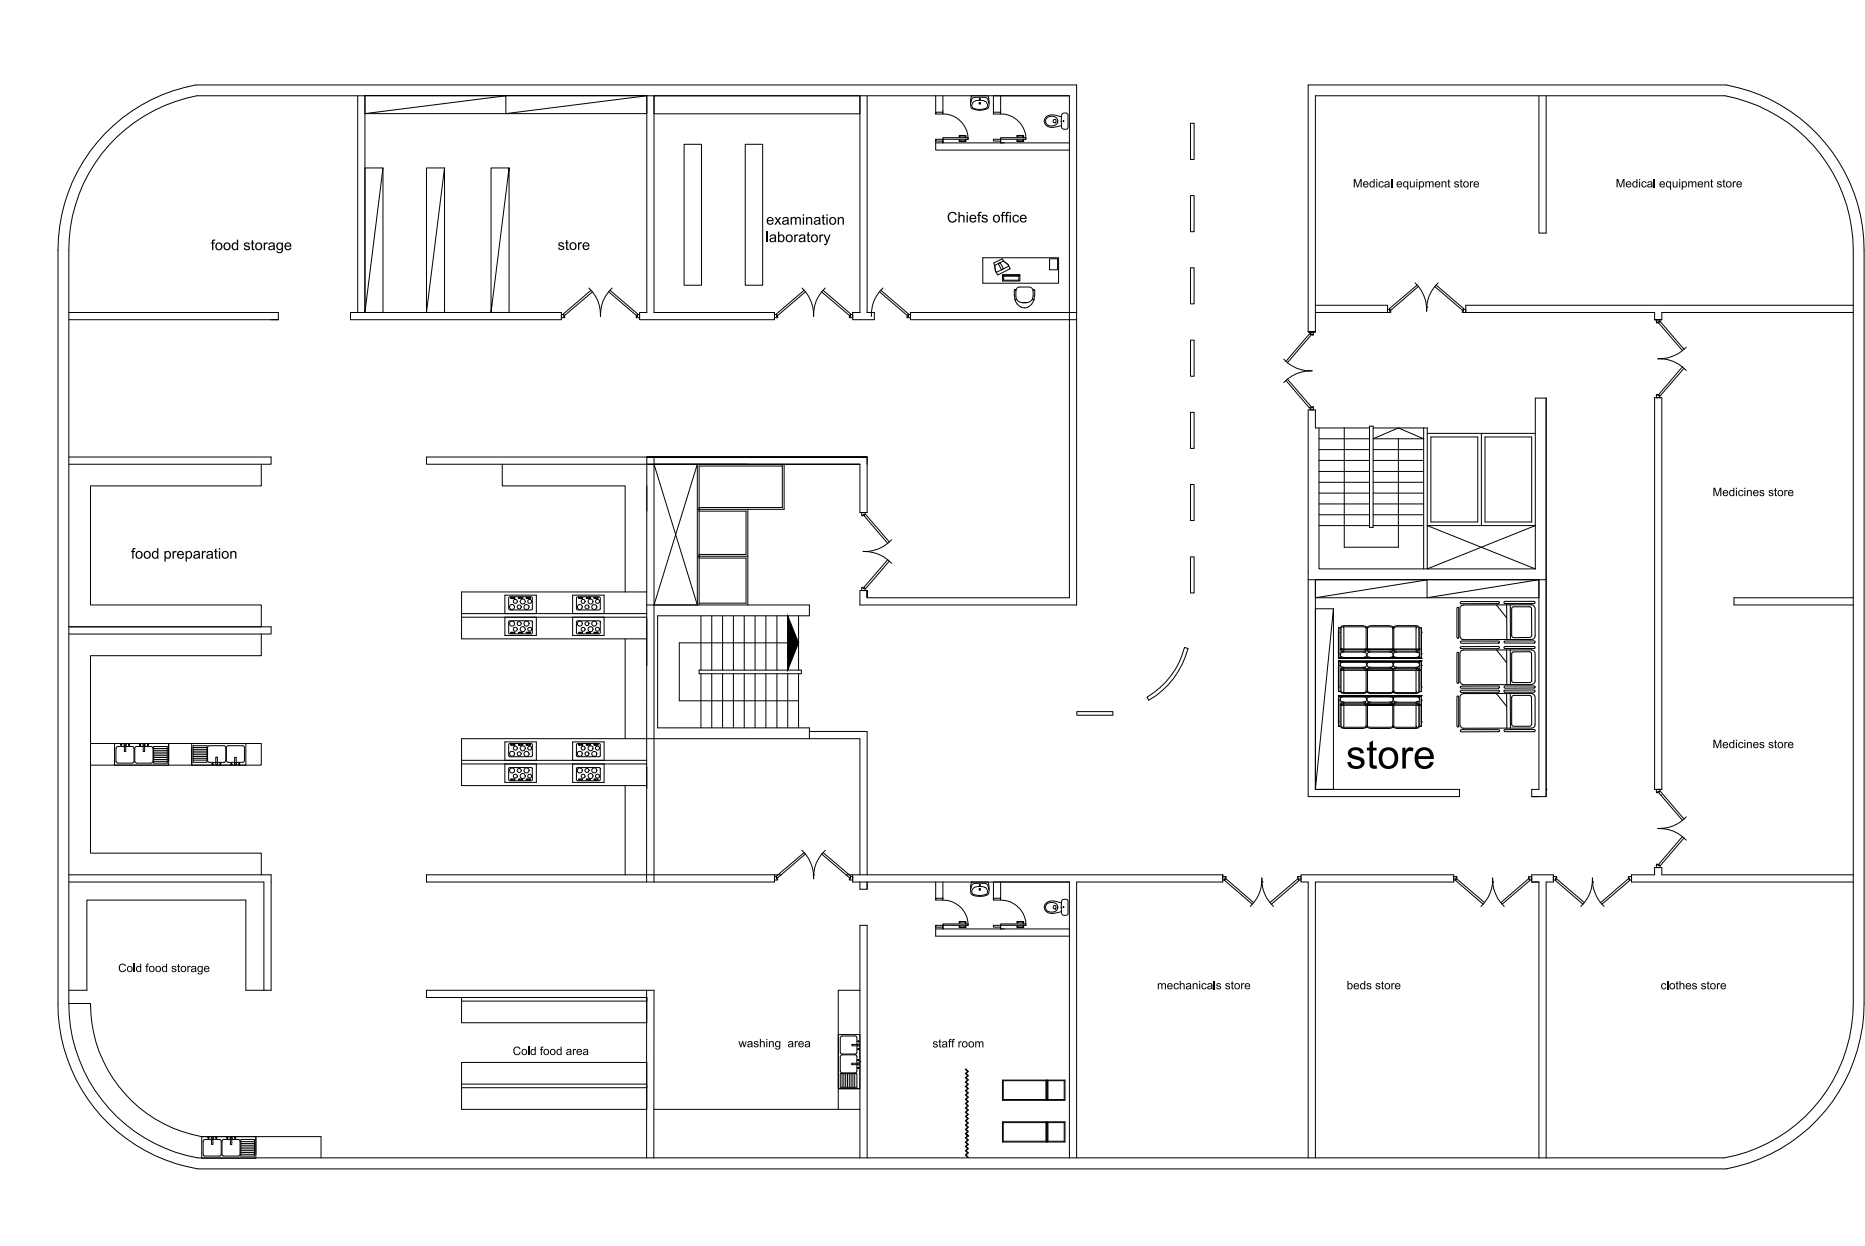 Medical equipment store
Medical equipment store
food storage
store
examination
laboratory
Chiefs office
Medicines store
food preparation
store
Medicines store
Cold food storage
mechanicals store
beds store
clothes store
Cold food area
washing area
staff room